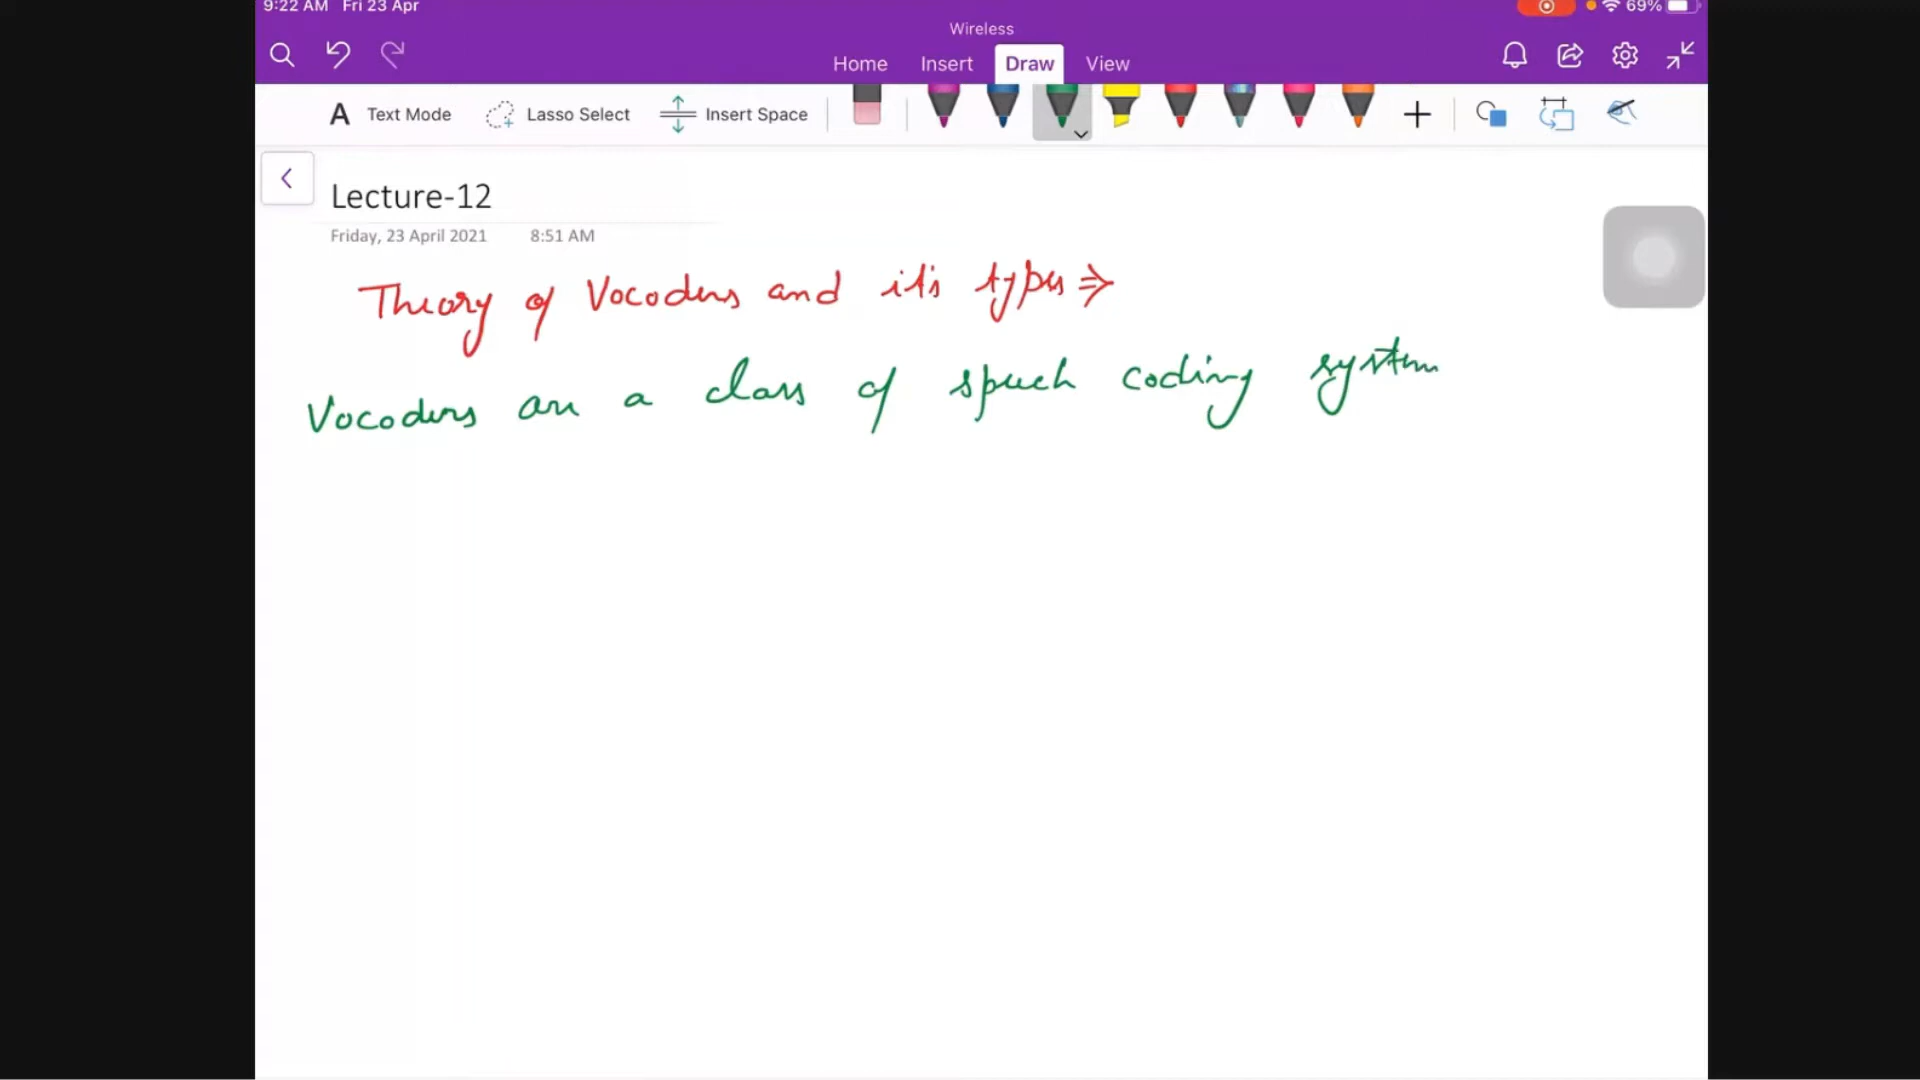 9:22 AM Fri 23 Apr 69%
Wireless
Home Insert Draw View
A Text Mode Lasso Select Insert Space
Lecture-12
Friday, 23 April 2021 8:51 AM
Theory of Vocoders and it's types ⇒
Vocoders are a class of speech coding system